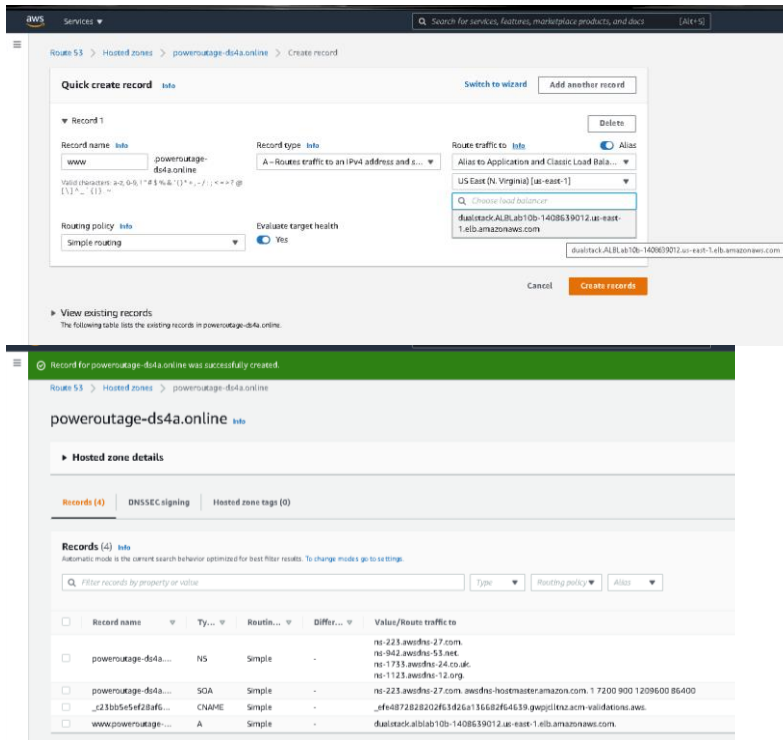 aws
Services ▾
Search for services, features, marketplace products, and docs
[Alt+S]
Route 53 > Hosted zones > poweroutage-ds4a.online > Create record
Quick create record Info
Switch to wizard
Add another record
▼ Record 1
Delete
Record name Info
Record type Info
Route traffic to Info
Alias
www
.poweroutage-
ds4a.online
A – Routes traffic to an IPv4 address and s...
Alias to Application and Classic Load Bala...
Valid characters: a-z, 0-9, ! " # $ % & ' ( ) * + , - / : ; < = > ? @
[ \ ] ^ _ ` { | } . ~
US East (N. Virginia) [us-east-1]
Choose load balancer
dualstack.ALBLab10b-1408639012.us-east-
1.elb.amazonaws.com
Routing policy Info
Evaluate target health
Simple routing
Yes
dualstack.ALBLab10b-1408639012.us-east-1.elb.amazonaws.com
Cancel
Create records
▶ View existing records
The following table lists the existing records in poweroutage-ds4a.online.
Record for poweroutage-ds4a.online was successfully created.
Route 53 > Hosted zones > poweroutage-ds4a.online
poweroutage-ds4a.online Info
▶ Hosted zone details
Records (4)
DNSSEC signing
Hosted zone tags (0)
Records (4) Info
Automatic mode is the current search behavior optimized for best filter results. To change modes go to settings.
Filter records by property or value
Type
Routing policy
Alias
Record name
Ty...
Routin...
Differ...
Value/Route traffic to
poweroutage-ds4a....
NS
Simple
-
ns-223.awsdns-27.com.
ns-942.awsdns-53.net.
ns-1733.awsdns-24.co.uk.
ns-1123.awsdns-12.org.
poweroutage-ds4a....
SOA
Simple
-
ns-223.awsdns-27.com. awsdns-hostmaster.amazon.com. 1 7200 900 1209600 86400
_c23bb5e5ef28af6...
CNAME
Simple
-
_efe4872828202f63d26a136682f64639.gwpjclltnz.acm-validations.aws.
www.poweroutage-...
A
Simple
-
dualstack.alblab10b-1408639012.us-east-1.elb.amazonaws.com.